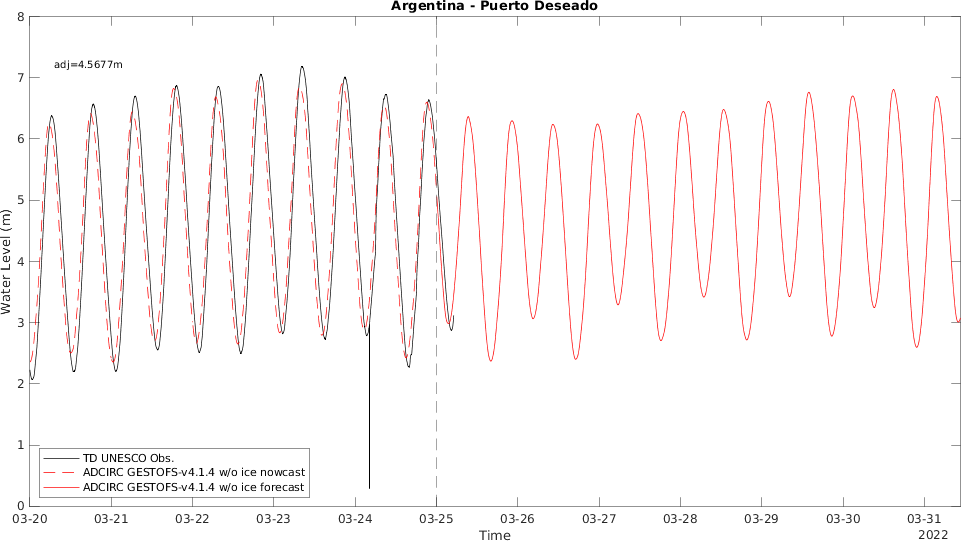 Argentina - Puerto Deseado
8
adj=4.5677m
7
6
5
4
3
2
1
0
Water Level (m)
TD UNESCO Obs.
ADCIRC GESTOFS-v4.1.4 w/o ice nowcast
ADCIRC GESTOFS-v4.1.4 w/o ice forecast
03-20 03-21 03-22 03-23 03-24 03-25 03-26 03-27 03-28 03-29 03-30 03-31
Time
2022